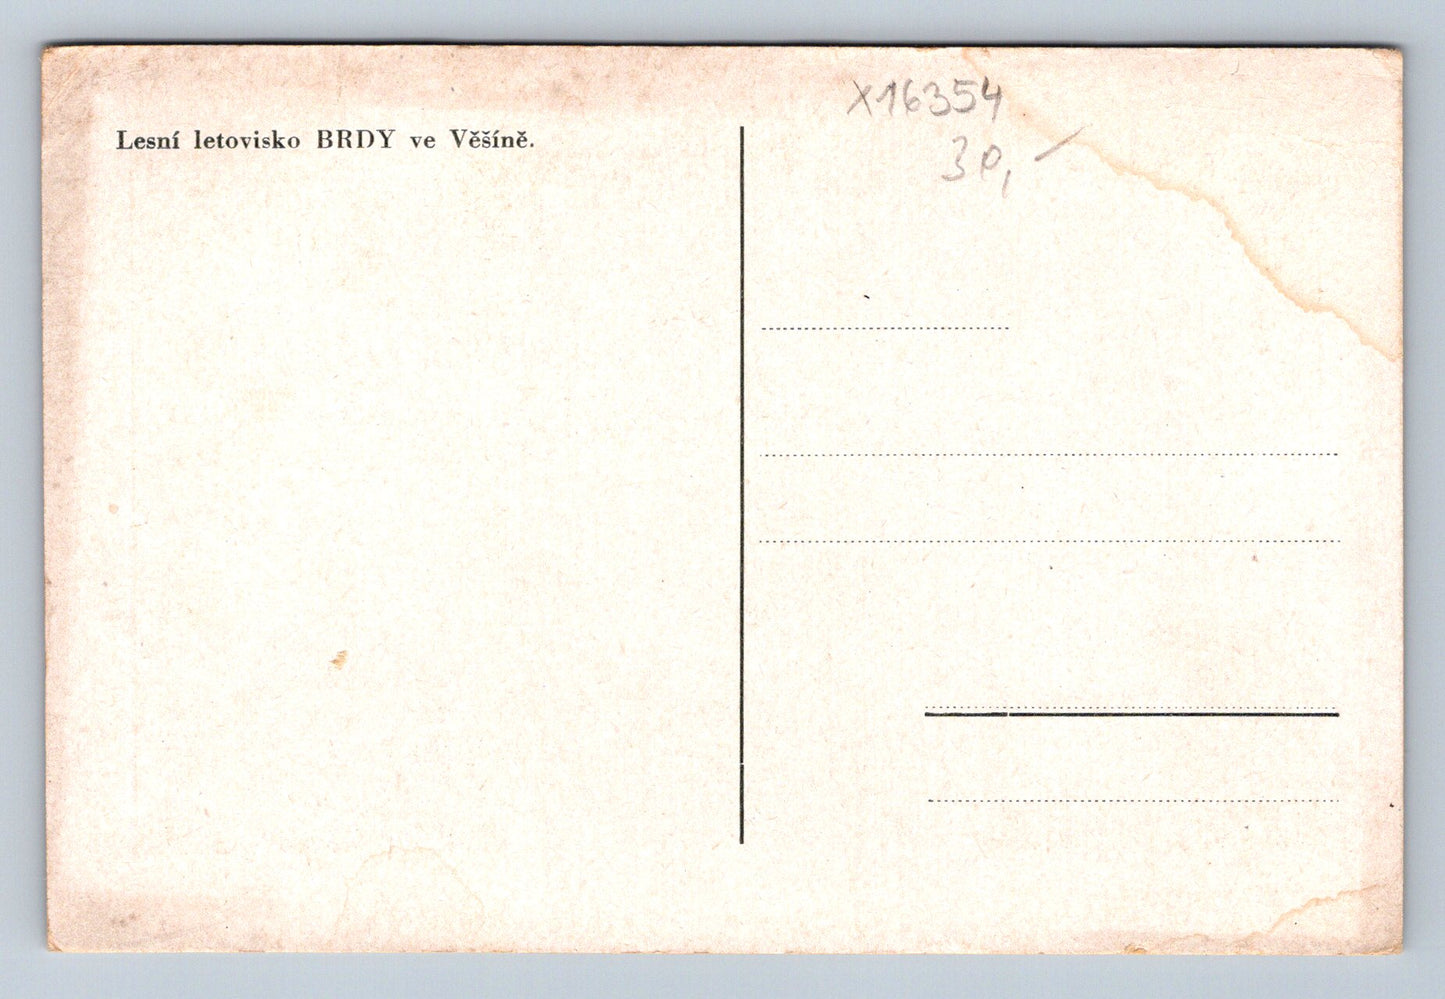 Lesní letovisko BRDY ve Věšíně.
X16354
30,-